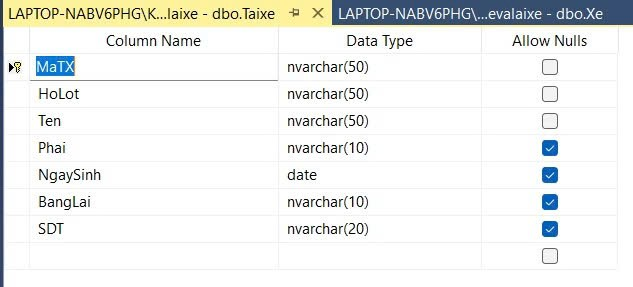 LAPTOP-NABV6PHG\K...laixe - dbo.Taixe LAPTOP-NABV6PHG\...evalaixe - dbo.Xe
Column Name Data Type Allow Nulls
MaTX nvarchar(50)
HoLot nvarchar(50)
Ten nvarchar(50)
Phai nvarchar(10)
NgaySinh date
BangLai nvarchar(10)
SDT nvarchar(20)